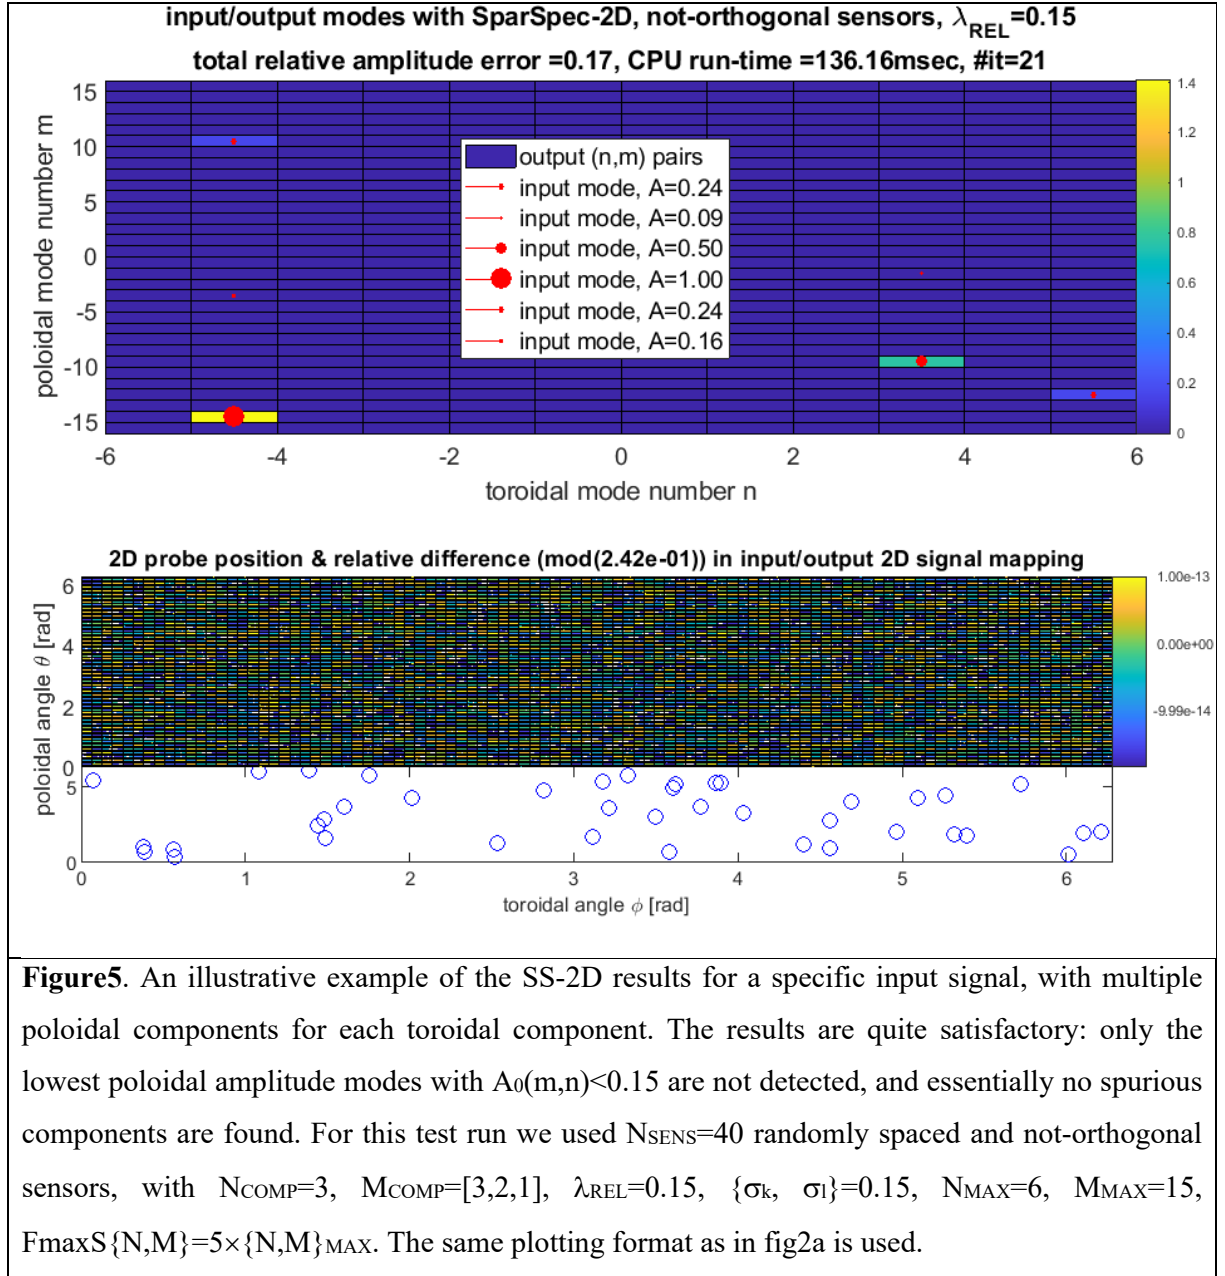 input/output modes with SparSpec-2D, not-orthogonal sensors, λREL=0.15
total relative amplitude error =0.17, CPU run-time =136.16msec, #it=21
15
10
5
0
-5
-10
-15
poloidal mode number m
output (n,m) pairs
input mode, A=0.24
input mode, A=0.09
input mode, A=0.50
input mode, A=1.00
input mode, A=0.24
input mode, A=0.16
1.4
1.2
1
0.8
0.6
0.4
0.2
0
-6 -4 -2 0 2 4 6
toroidal mode number n
2D probe position & relative difference (mod(2.42e-01)) in input/output 2D signal mapping
6
4
2
0
poloidal angle θ [rad]
1.00e-13
0.00e+00
-9.99e-14
5
0
0 1 2 3 4 5 6
toroidal angle ϕ [rad]
Figure5. An illustrative example of the SS-2D results for a specific input signal, with multiple
poloidal components for each toroidal component. The results are quite satisfactory: only the
lowest poloidal amplitude modes with A0(m,n)<0.15 are not detected, and essentially no spurious
components are found. For this test run we used NSENS=40 randomly spaced and not-orthogonal
sensors, with NCOMP=3, MCOMP=[3,2,1], λREL=0.15, {σk, σl}=0.15, NMAX=6, MMAX=15,
FmaxS{N,M}=5×{N,M}MAX. The same plotting format as in fig2a is used.